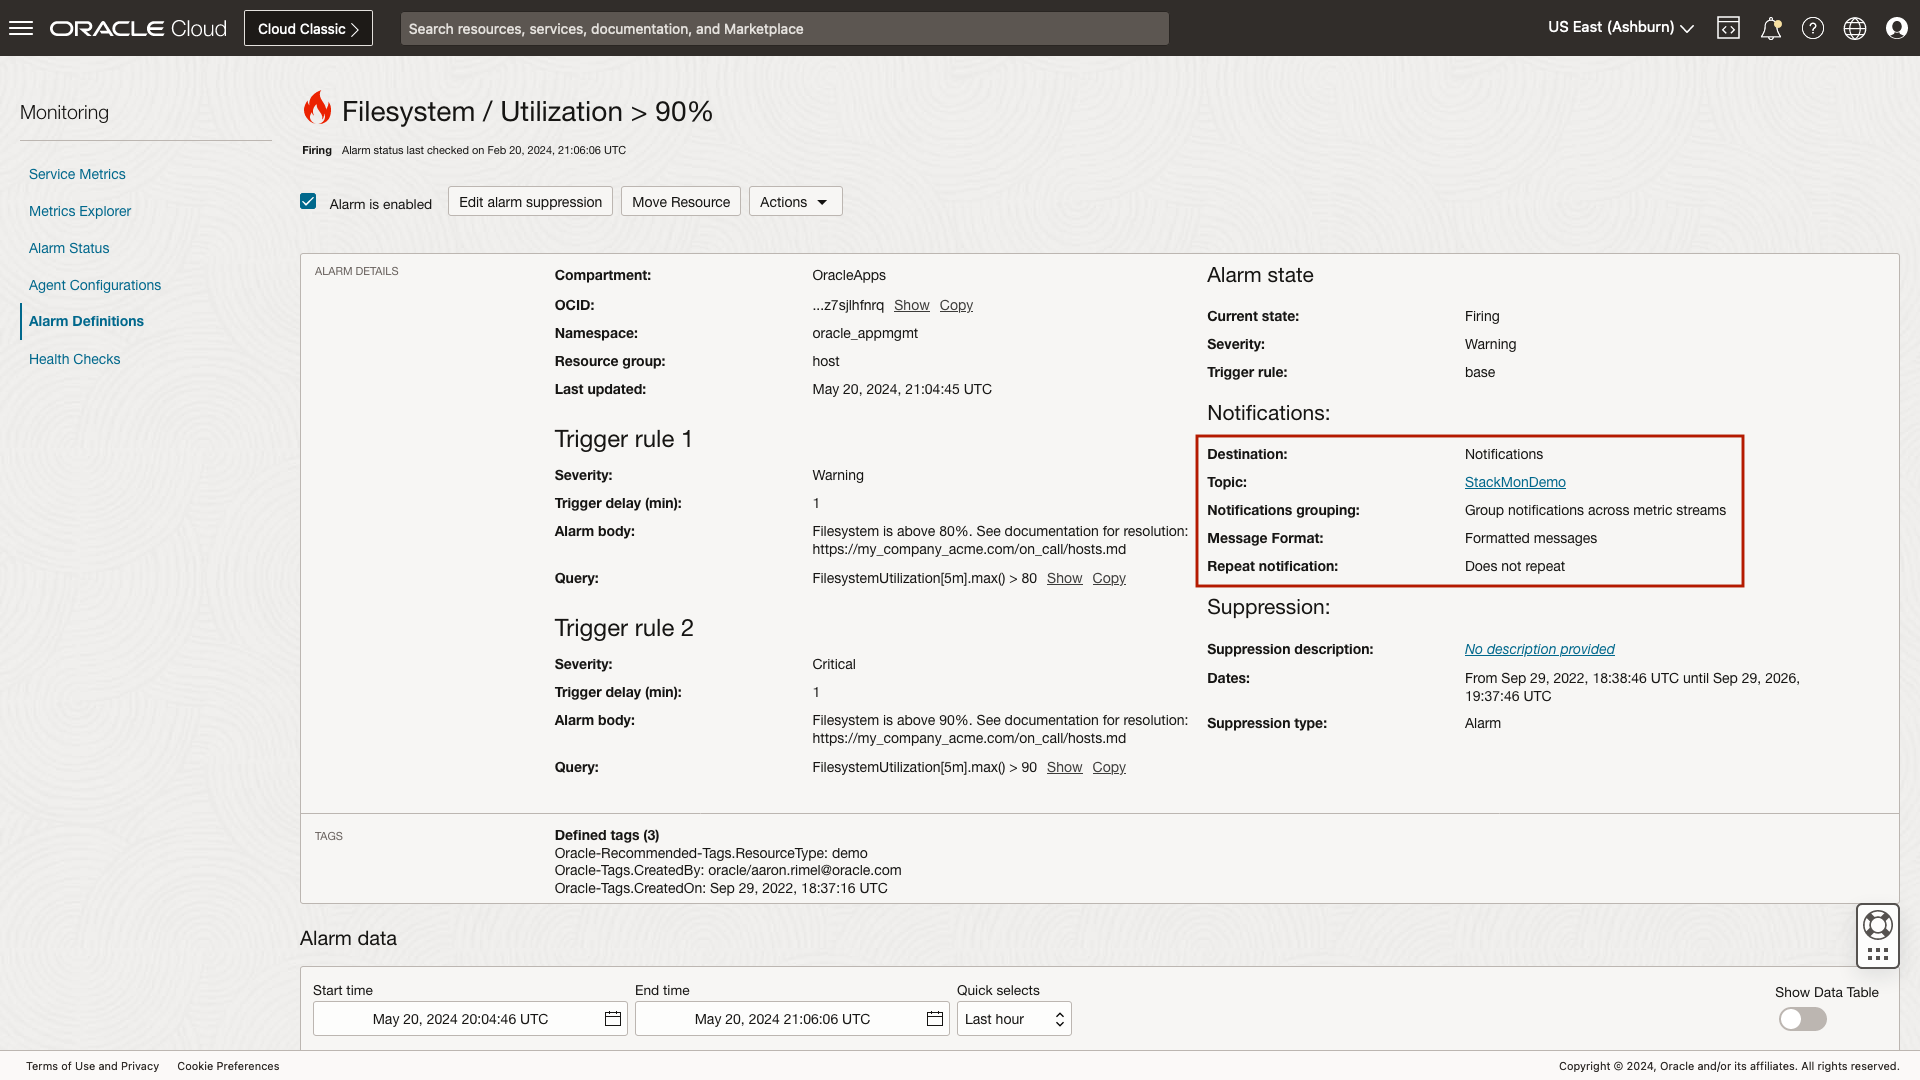 ORACLE Cloud
Cloud Classic
Search resources, services, documentation, and Marketplace
US East (Ashburn)
Monitoring
Service Metrics
Metrics Explorer
Alarm Status
Agent Configurations
Alarm Definitions
Health Checks
Filesystem / Utilization > 90%
Firing Alarm status last checked on Feb 20, 2024, 21:06:06 UTC
Alarm is enabled
Edit alarm suppression
Move Resource
Actions
ALARM DETAILS
Compartment: OracleApps
OCID: ...z7sjlhfnrq Show Copy
Namespace: oracle_appmgmt
Resource group: host
Last updated: May 20, 2024, 21:04:45 UTC
Trigger rule 1
Severity: Warning
Trigger delay (min): 1
Alarm body: Filesystem is above 80%. See documentation for resolution:
https://my_company_acme.com/on_call/hosts.md
Query: FilesystemUtilization[5m].max() > 80 Show Copy
Trigger rule 2
Severity: Critical
Trigger delay (min): 1
Alarm body: Filesystem is above 90%. See documentation for resolution:
https://my_company_acme.com/on_call/hosts.md
Query: FilesystemUtilization[5m].max() > 90 Show Copy
Alarm state
Current state: Firing
Severity: Warning
Trigger rule: base
Notifications:
Destination: Notifications
Topic: StackMonDemo
Notifications grouping: Group notifications across metric streams
Message Format: Formatted messages
Repeat notification: Does not repeat
Suppression:
Suppression description: No description provided
Dates: From Sep 29, 2022, 18:38:46 UTC until Sep 29, 2026,
19:37:46 UTC
Suppression type: Alarm
TAGS
Defined tags (3)
Oracle-Recommended-Tags.ResourceType: demo
Oracle-Tags.CreatedBy: oracle/aaron.rimel@oracle.com
Oracle-Tags.CreatedOn: Sep 29, 2022, 18:37:16 UTC
Alarm data
Start time
May 20, 2024 20:04:46 UTC
End time
May 20, 2024 21:06:06 UTC
Quick selects
Last hour
Show Data Table
Terms of Use and Privacy
Cookie Preferences
Copyright © 2024, Oracle and/or its affiliates. All rights reserved.